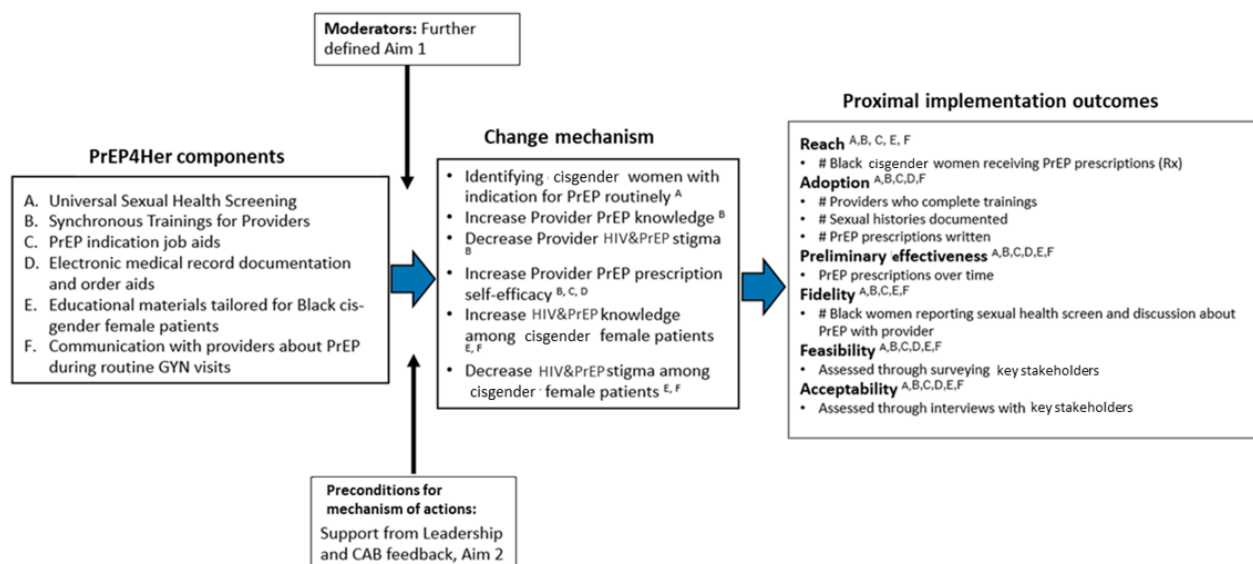 Moderators: Further
defined Aim 1
PrEP4Her components
A. Universal Sexual Health Screening
B. Synchronous Trainings for Providers
C. PrEP indication job aids
D. Electronic medical record documentation
and order aids
E. Educational materials tailored for Black cis-
gender female patients
F. Communication with providers about PrEP
during routine GYN visits
Change mechanism
• Identifying cisgender women with
indication for PrEP routinely A
• Increase Provider PrEP knowledge B
• Decrease Provider HIV&PrEP stigma
B
• Increase Provider PrEP prescription
self-efficacy B, C, D
• Increase HIV&PrEP knowledge
among cisgender female patients
E, F
• Decrease HIV&PrEP stigma among
cisgender female patients E, F
Preconditions for
mechanism of actions:
Support from Leadership
and CAB feedback, Aim 2
Proximal implementation outcomes
Reach A,B, C, E, F
• # Black cisgender women receiving PrEP prescriptions (Rx)
Adoption A,B,C,D,F
• # Providers who complete trainings
• # Sexual histories documented
• # PrEP prescriptions written
Preliminary effectiveness A,B,C,D,E,F
• PrEP prescriptions over time
Fidelity A,B,C,E,F
• # Black women reporting sexual health screen and discussion about
PrEP with provider
Feasibility A,B,C,D,E,F
• Assessed through surveying key stakeholders
Acceptability A,B,C,D,E,F
• Assessed through interviews with key stakeholders